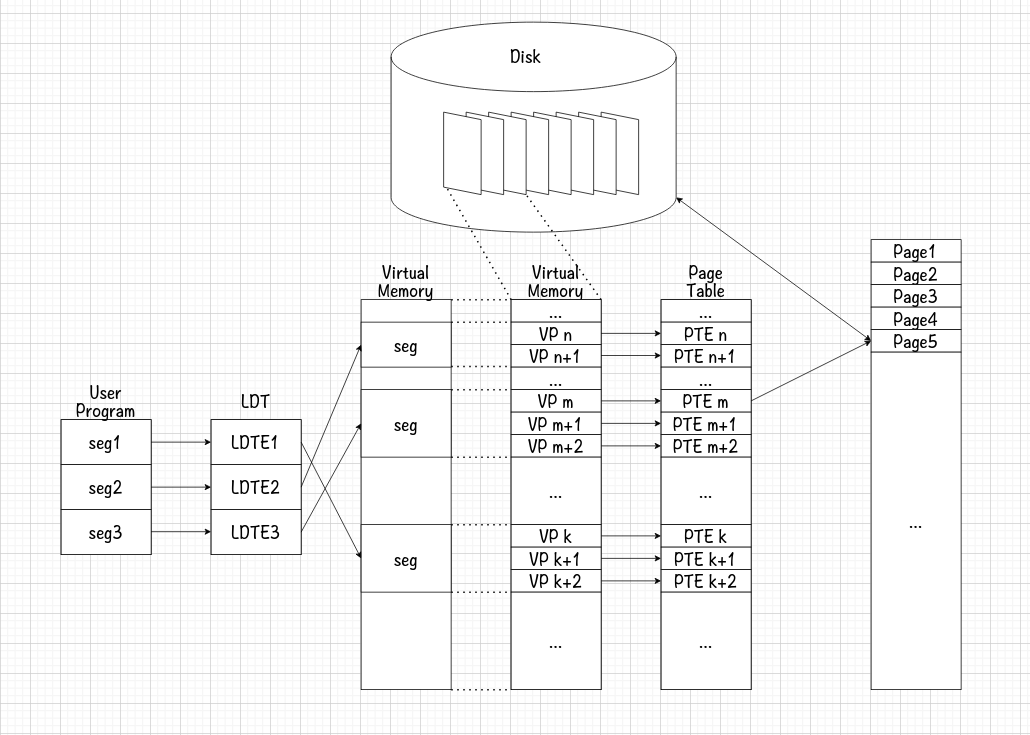 Disk
User
Program
seg1
seg2
seg3
LDT
LDTE1
LDTE2
LDTE3
Virtual
Memory
seg
seg
seg
Virtual
Memory
...
VP n
VP n+1
...
VP m
VP m+1
VP m+2
...
VP k
VP k+1
VP k+2
...
Page
Table
...
PTE n
PTE n+1
...
PTE m
PTE m+1
PTE m+2
...
PTE k
PTE k+1
PTE k+2
...
Page1
Page2
Page3
Page4
Page5
...